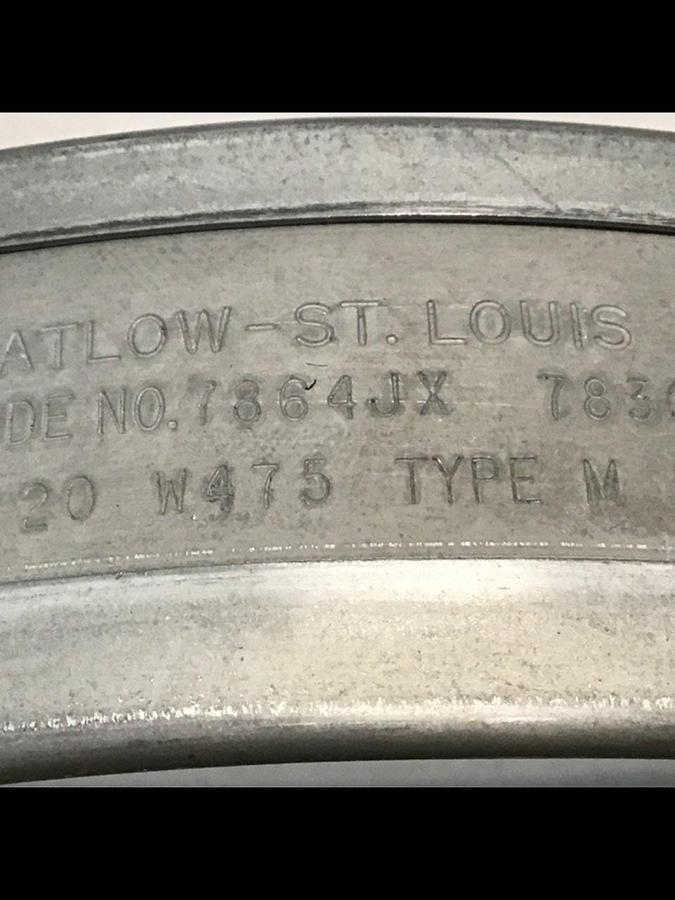 ATLOW-ST. LOUIS
DE NO. 7864JX 783
20 W475 TYPE M